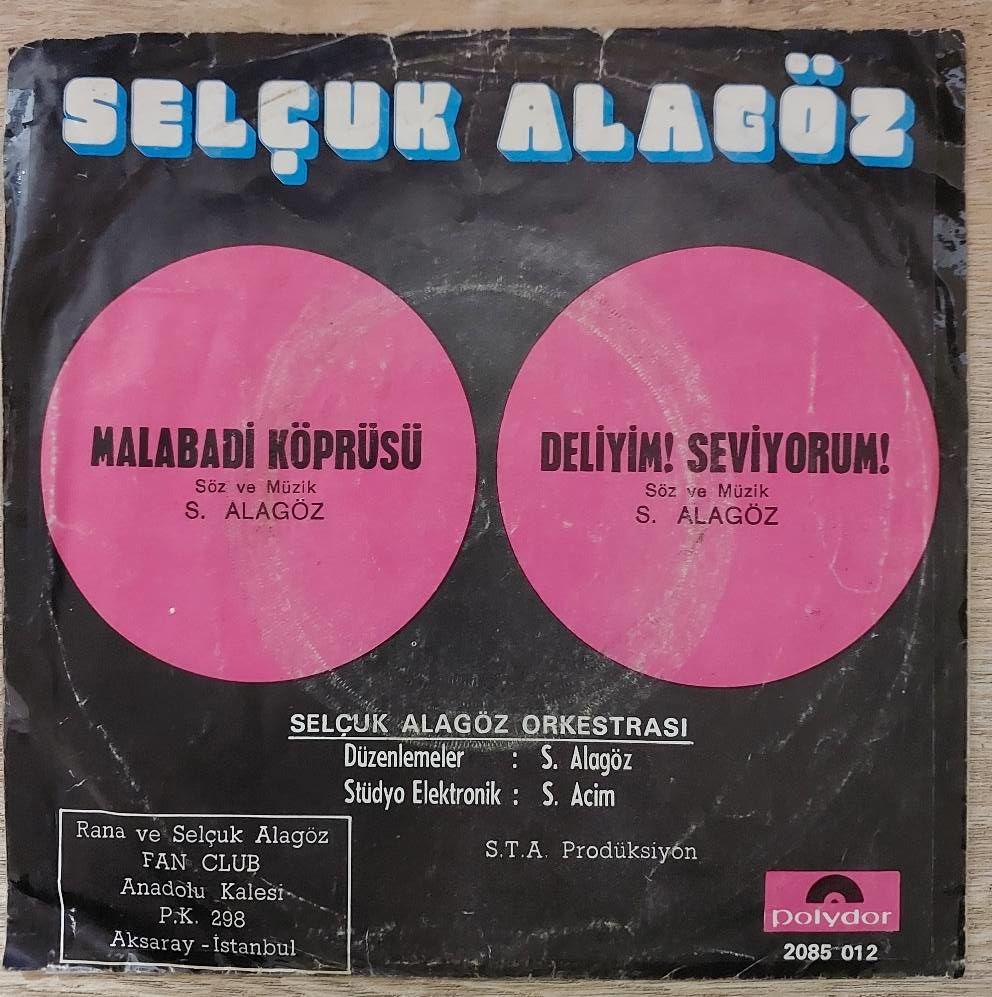 SELÇUK ALAGÖZ
MALABADİ KÖPRÜSÜ
Söz ve Müzik
S. ALAGÖZ
DELİYİM! SEVİYORUM!
Söz ve Müzik
S. ALAGÖZ
SELÇUK ALAGÖZ ORKESTRASI
Düzenlemeler : S. Alagöz
Stüdyo Elektronik : S. Acim
S.T.A. Prodüksiyon
Rana ve Selçuk Alagöz
FAN CLUB
Anadolu Kalesi
P.K. 298
Aksaray - İstanbul
polydor
2085 012